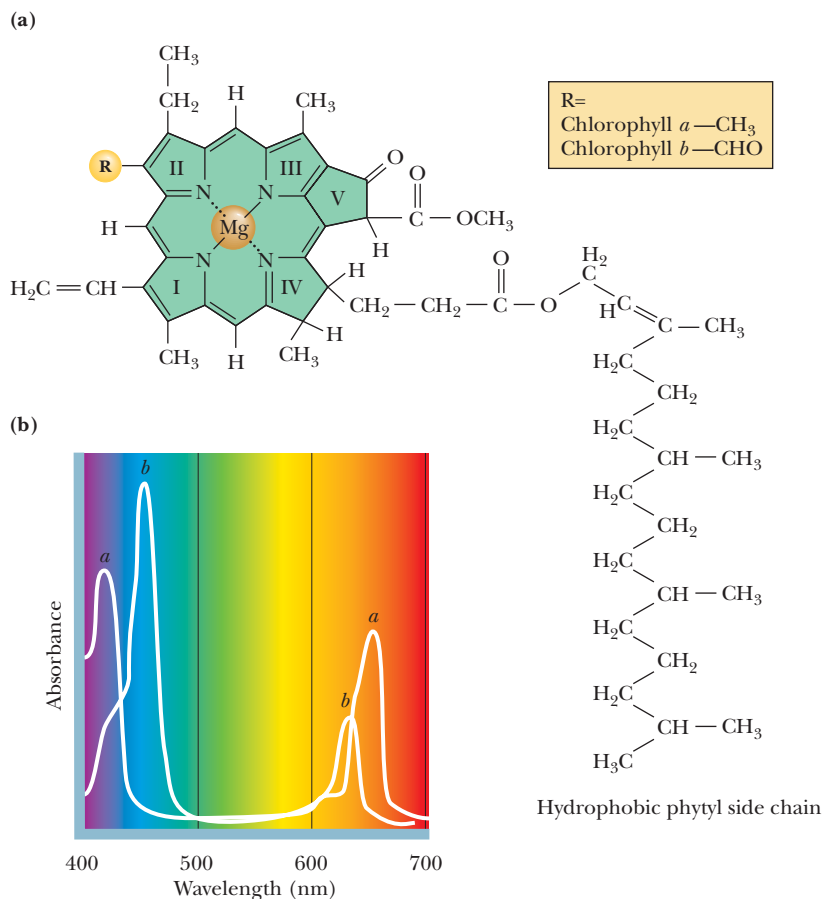 (a)
CH3
CH2
H
CH3
R
II
III
V
O
O
N
N
Mg
C
OCH3
H
H
N
N
H
H2C
CH
I
IV
CH2
CH2
C
O
O
H2
C
H
C
CH3
CH3
H
CH3
H
R=
Chlorophyll a —CH3
Chlorophyll b —CHO
H2C
CH2
H2C
CH — CH3
H2C
CH2
H2C
CH — CH3
H2C
CH2
H2C
CH — CH3
H3C
Hydrophobic phytyl side chain
(b)
b
a
a
b
Absorbance
400 500 600 700
Wavelength (nm)